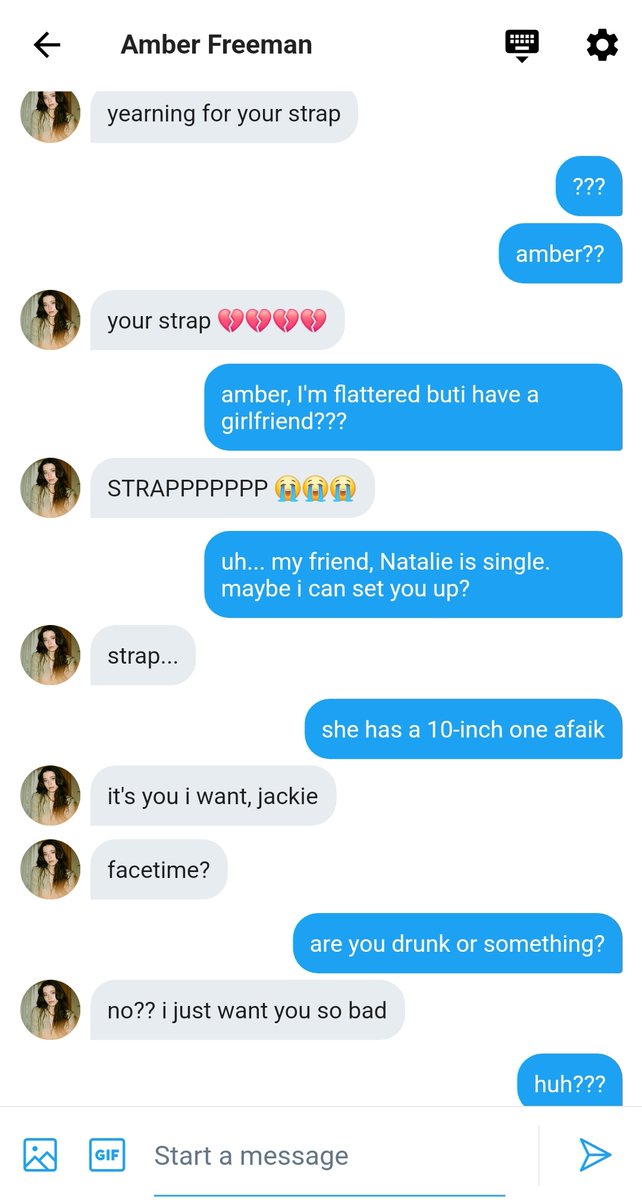 Amber Freeman
yearning for your strap
???
amber??
your strap 💔💔💔💔
amber, I'm flattered buti have a
girlfriend???
STRAPPPPPPP 😭😭😭
uh... my friend, Natalie is single.
maybe i can set you up?
strap...
she has a 10-inch one afaik
it's you i want, jackie
facetime?
are you drunk or something?
no?? i just want you so bad
huh???
GIF
Start a message